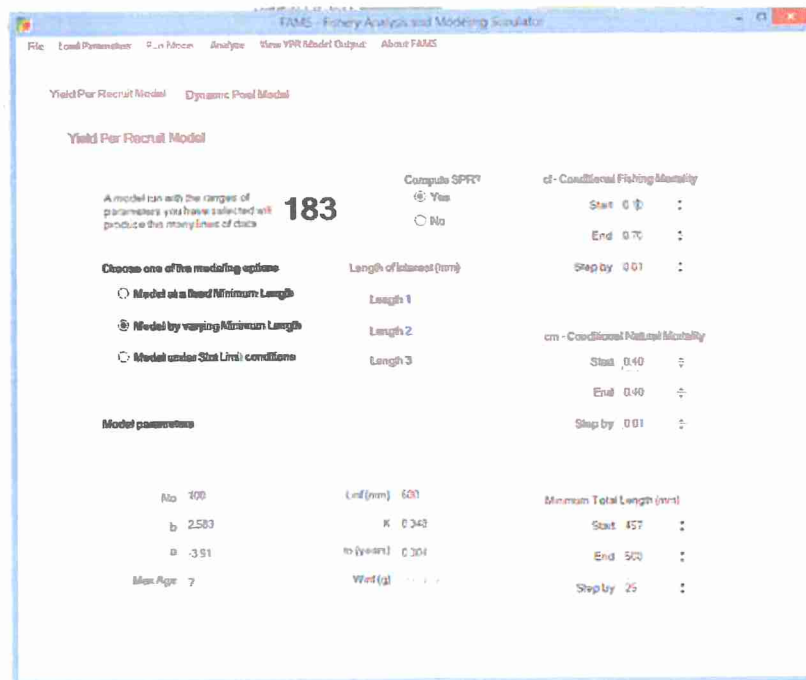 FAMS - Fishery Analysis and Modeling Simulator
File Load Parameters Run Model Analyze View YPR Model Output About FAMS
Yield Per Recruit Model Dynamic Pool Model
Yield Per Recruit Model
A model run with the ranges of
parameters you have selected will
produce this many lines of data
183
Compute SPR?
Yes
No
cf - Conditional Fishing Mortality
Start 0.10
End 0.70
Step by 0.01
Choose one of the modeling options
Model at a fixed Minimum Length
Model by varying Minimum Length
Model under Slot Limit conditions
Length of interest (mm)
Length 1
Length 2
Length 3
cm - Conditional Natural Mortality
Start 0.40
End 0.40
Step by 0.01
Model parameters
No 100
b 2.583
a -3.91
Max Age 7
Linf (mm) 600
K 0.348
to (years)
Winf (g)
Minimum Total Length (mm)
Start 457
End 500
Step by 25